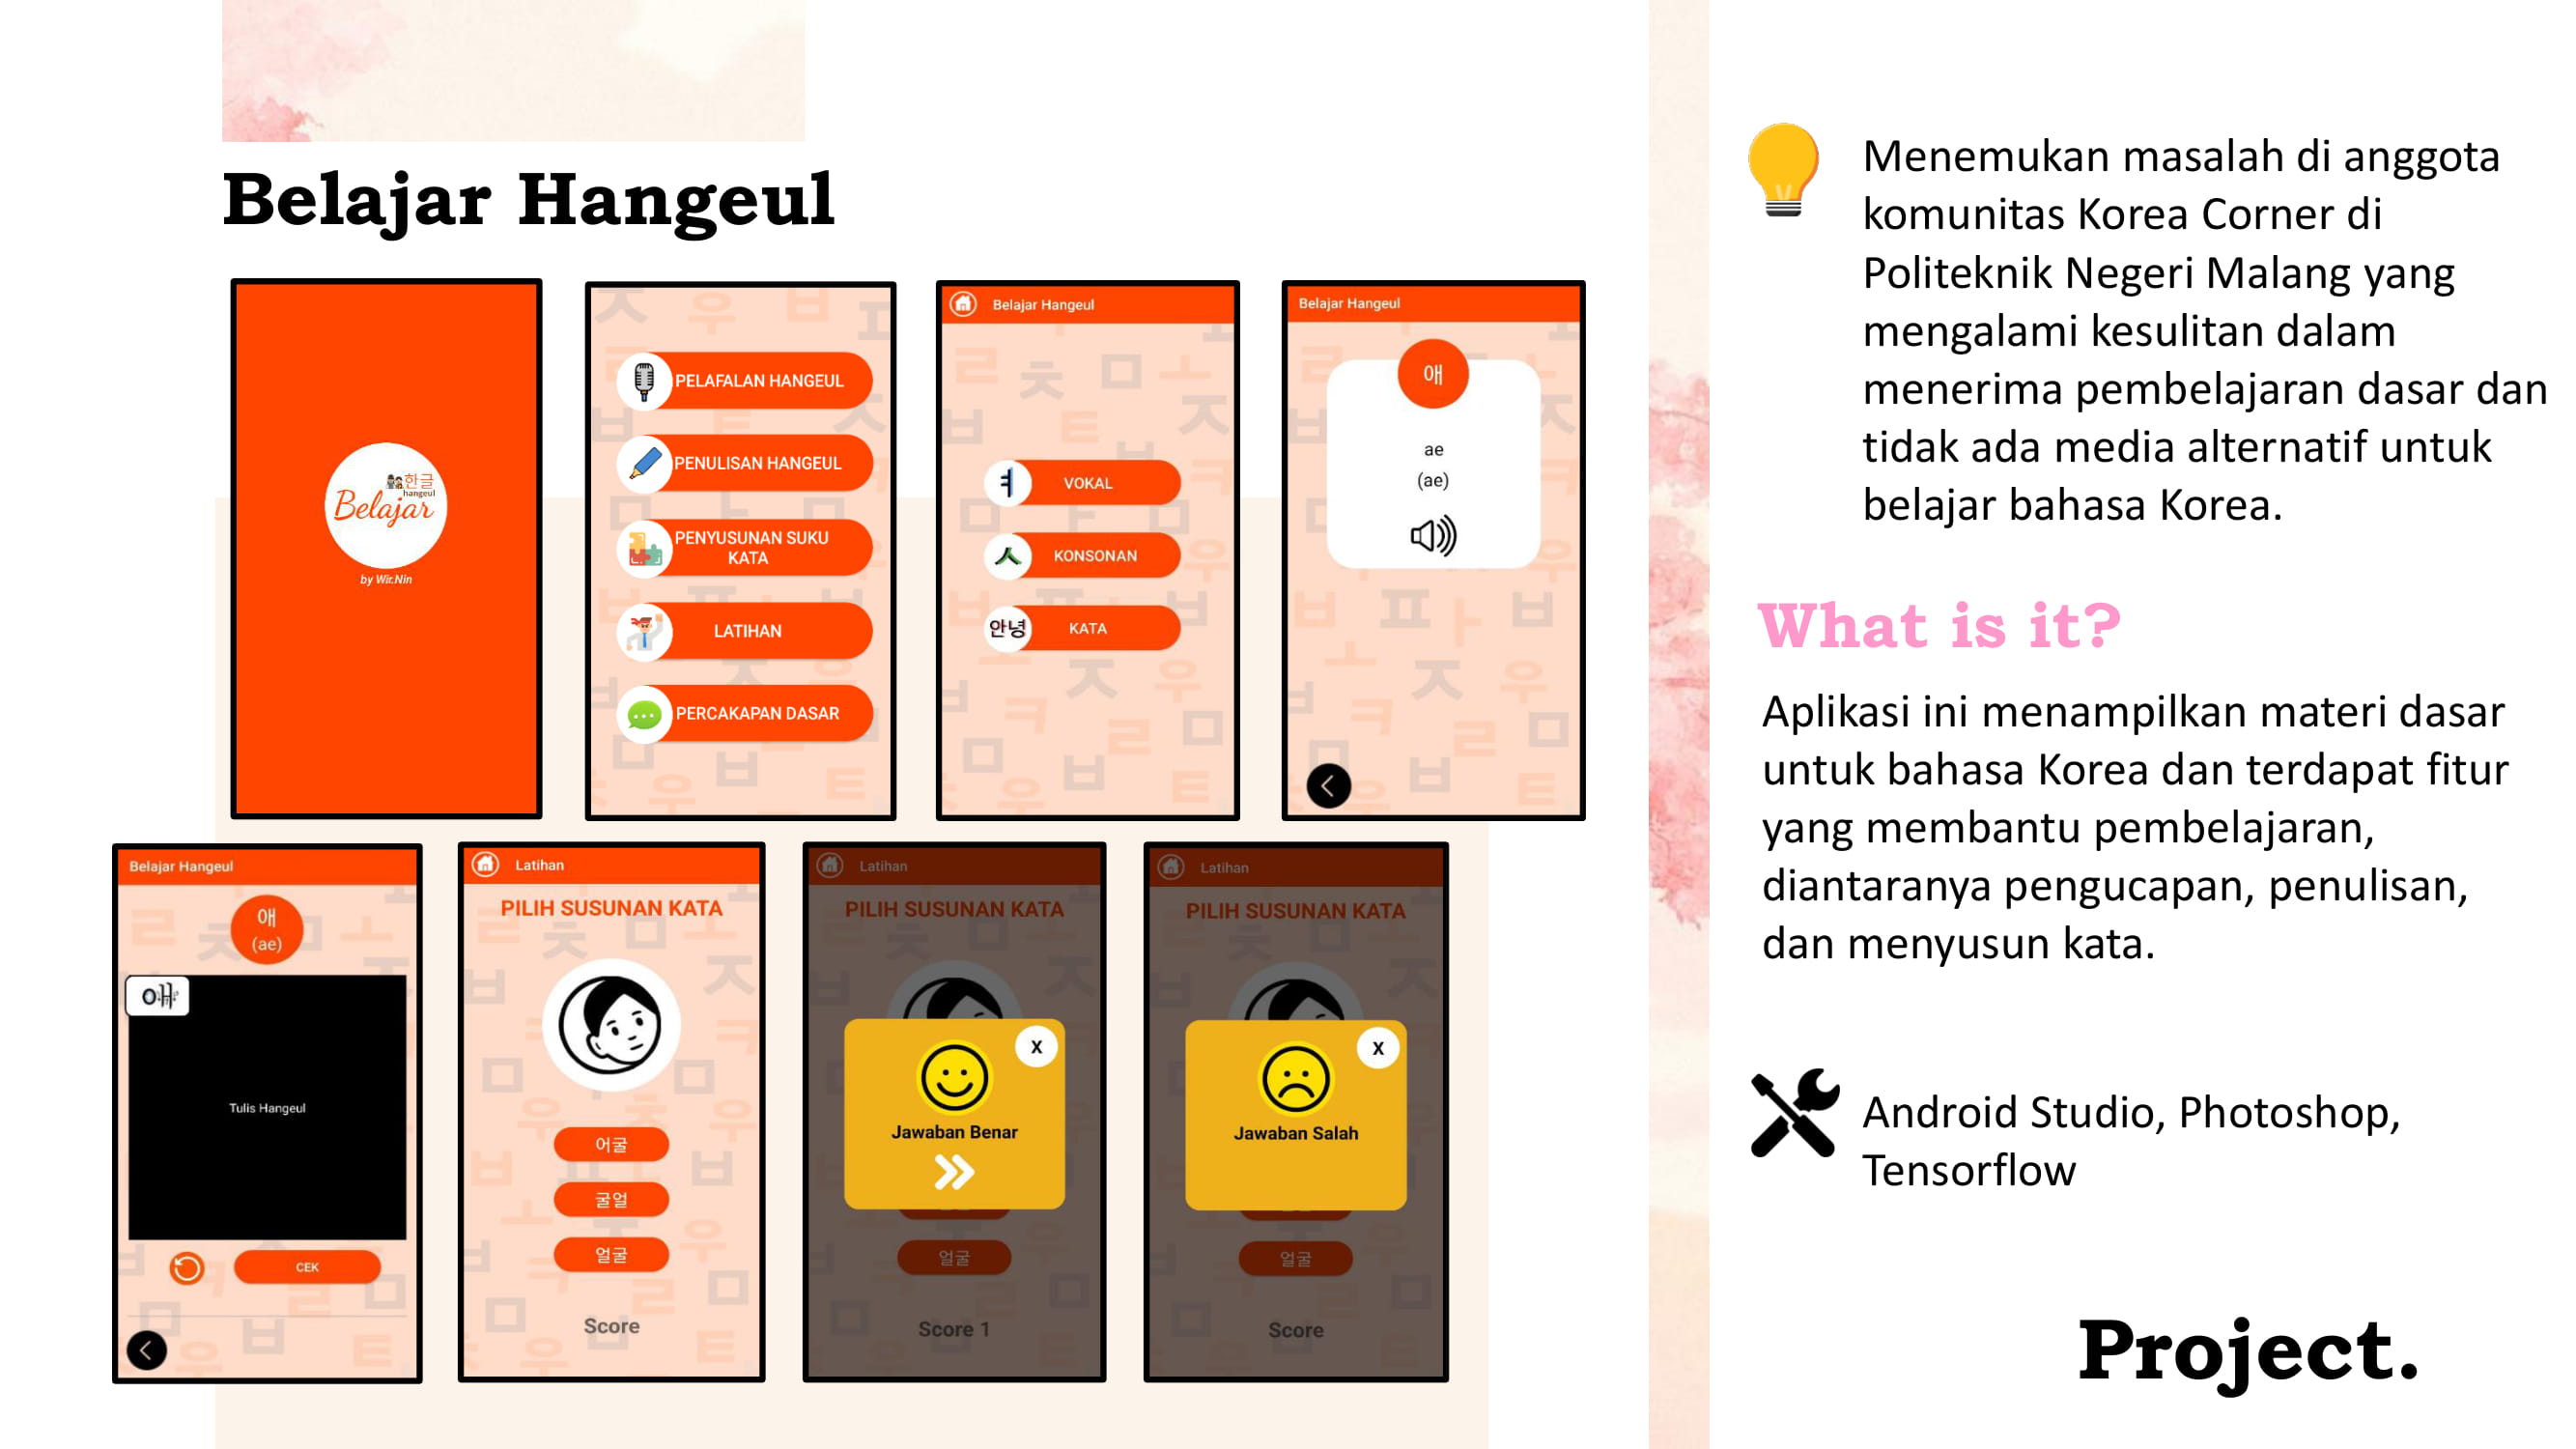 Belajar Hangeul
한글
hangeul
Belajar
by Wir.Nin
PELAFALAN HANGEUL
PENULISAN HANGEUL
PENYUSUNAN SUKU
KATA
LATIHAN
PERCAKAPAN DASAR
Belajar Hangeul
VOKAL
KONSONAN
안녕
KATA
Belajar Hangeul
애
ae
(ae)
Belajar Hangeul
애
(ae)
애
Tulis Hangeul
CEK
Latihan
PILIH SUSUNAN KATA
어굴
굴얼
얼굴
Score
Latihan
PILIH SUSUNAN KATA
X
Jawaban Benar
얼굴
Score 1
Latihan
PILIH SUSUNAN KATA
X
Jawaban Salah
얼굴
Score
Menemukan masalah di anggota
komunitas Korea Corner di
Politeknik Negeri Malang yang
mengalami kesulitan dalam
menerima pembelajaran dasar dan
tidak ada media alternatif untuk
belajar bahasa Korea.
What is it?
Aplikasi ini menampilkan materi dasar
untuk bahasa Korea dan terdapat fitur
yang membantu pembelajaran,
diantaranya pengucapan, penulisan,
dan menyusun kata.
Android Studio, Photoshop,
Tensorflow
Project.